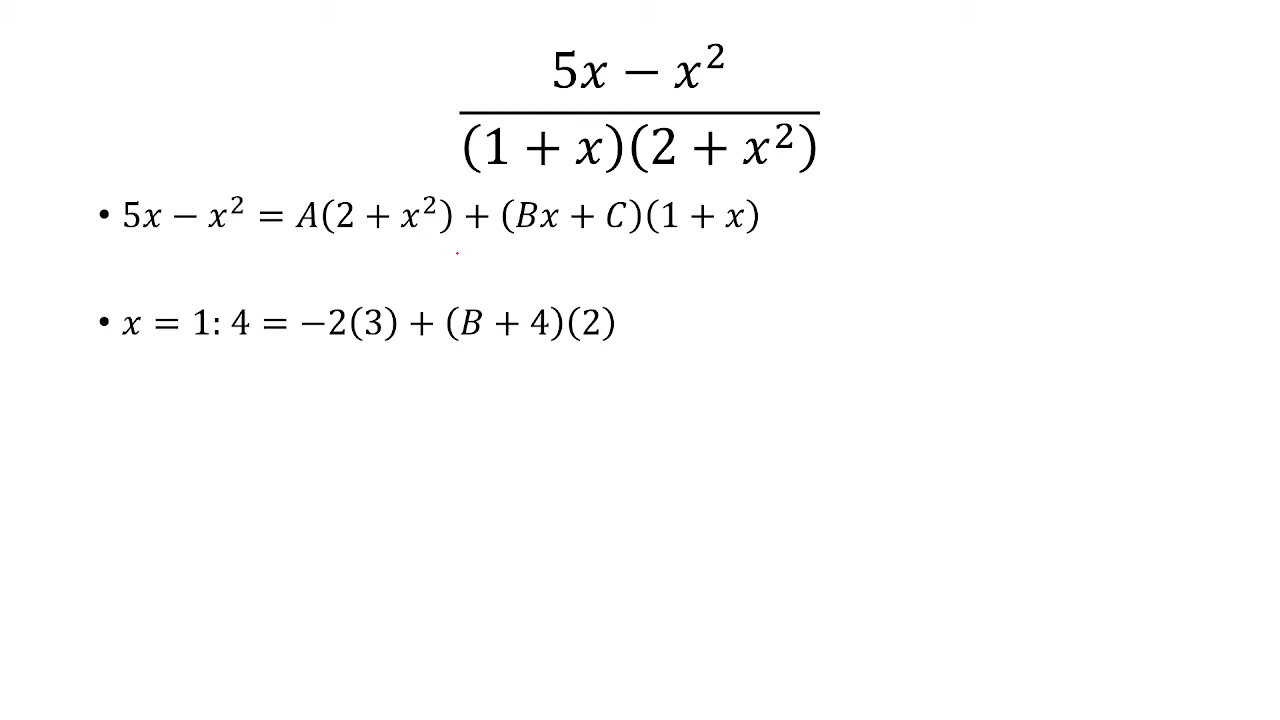 5x − x²
(1 + x)(2 + x²)
• 5x − x² = A(2 + x²) + (Bx + C)(1 + x)
• x = 1: 4 = −2(3) + (B + 4)(2)